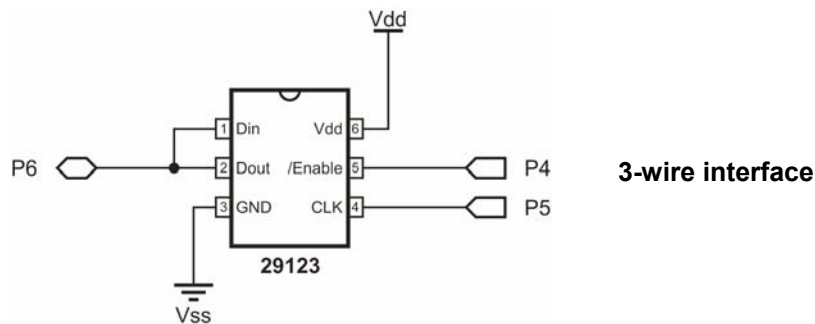 Vdd
1 Din Vdd 6
P6 2 Dout /Enable 5 P4
3-wire interface
3 GND CLK 4 P5
29123
Vss